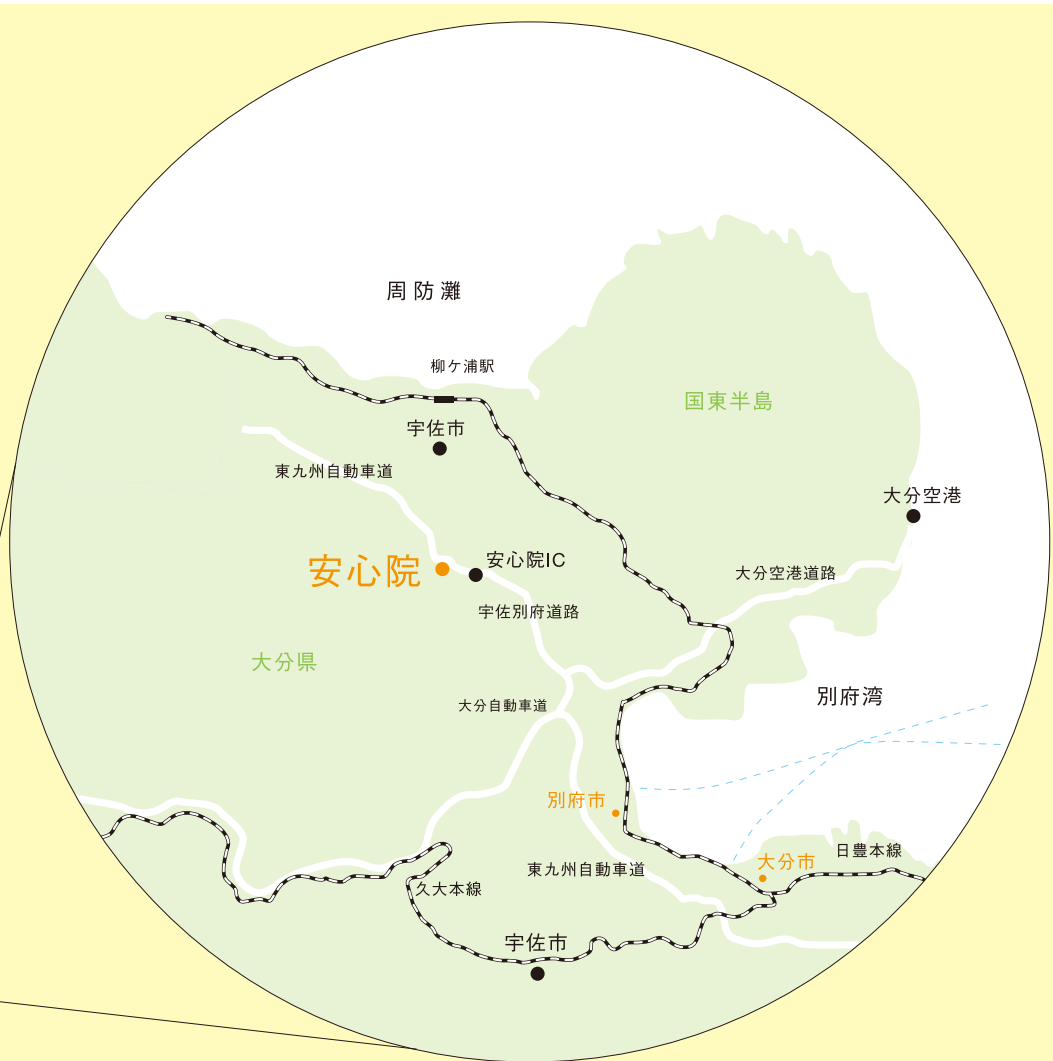 周防灘
柳ケ浦駅
国東半島
宇佐市
東九州自動車道
大分空港
安心院
安心院IC
大分空港道路
宇佐別府道路
大分県
別府湾
大分自動車道
別府市
日豊本線
大分市
東九州自動車道
久大本線
宇佐市